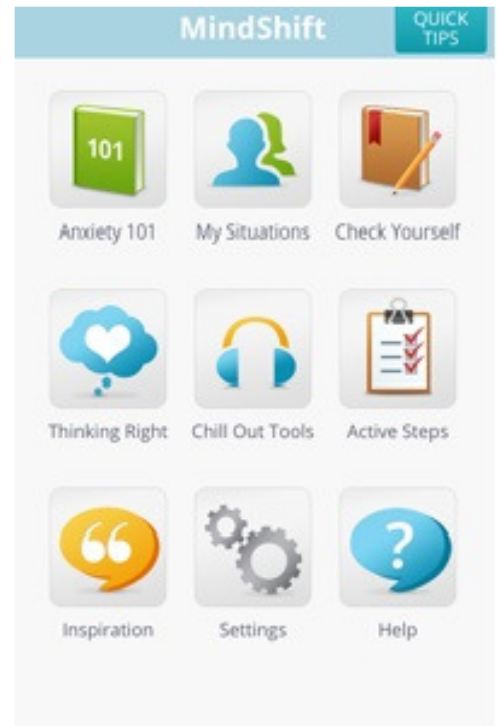 MindShift
QUICK
TIPS
101
Anxiety 101
My Situations
Check Yourself
Thinking Right
Chill Out Tools
Active Steps
“
Inspiration
Settings
?
Help